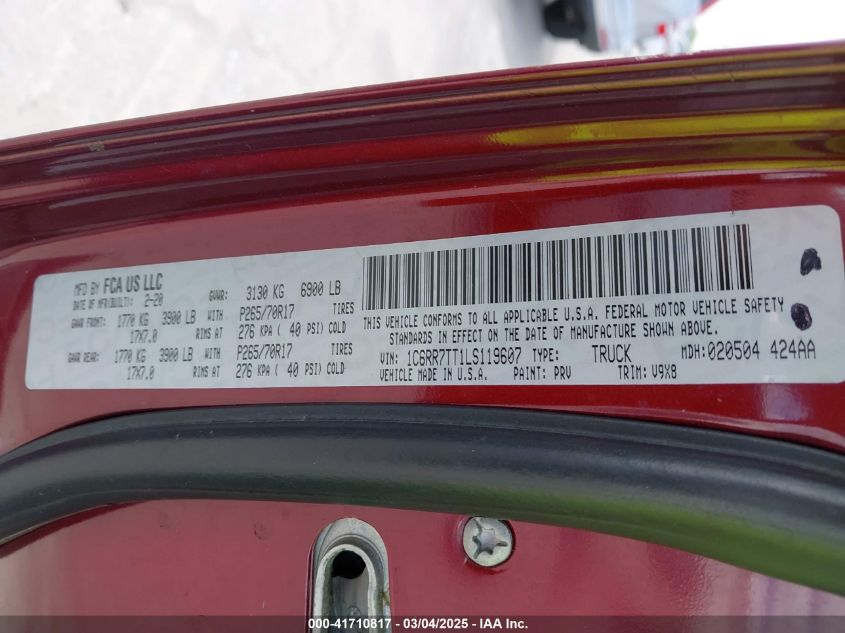 MFD BY FCA US LLC
DATE OF MFR(BUILT): 2-20 GVWR: 3130 KG 6900 LB
GAWR FRONT: 1770 KG 3900 LB WITH P265/70R17 TIRES
17X7.0 RIMS AT 276 KPA ( 40 PSI) COLD
GAWR REAR: 1770 KG 3900 LB WITH P265/70R17 TIRES
17X7.0 RIMS AT 276 KPA ( 40 PSI) COLD
THIS VEHICLE CONFORMS TO ALL APPLICABLE U.S.A. FEDERAL MOTOR VEHICLE SAFETY
STANDARDS IN EFFECT ON THE DATE OF MANUFACTURE SHOWN ABOVE.
VIN: 1C6RR7TT1LS119607 TYPE: TRUCK MDH:020504 424AA
VEHICLE MADE IN U.S.A. PAINT: PRV TRIM: V9X8
000-41710817 - 03/04/2025 - IAA Inc.